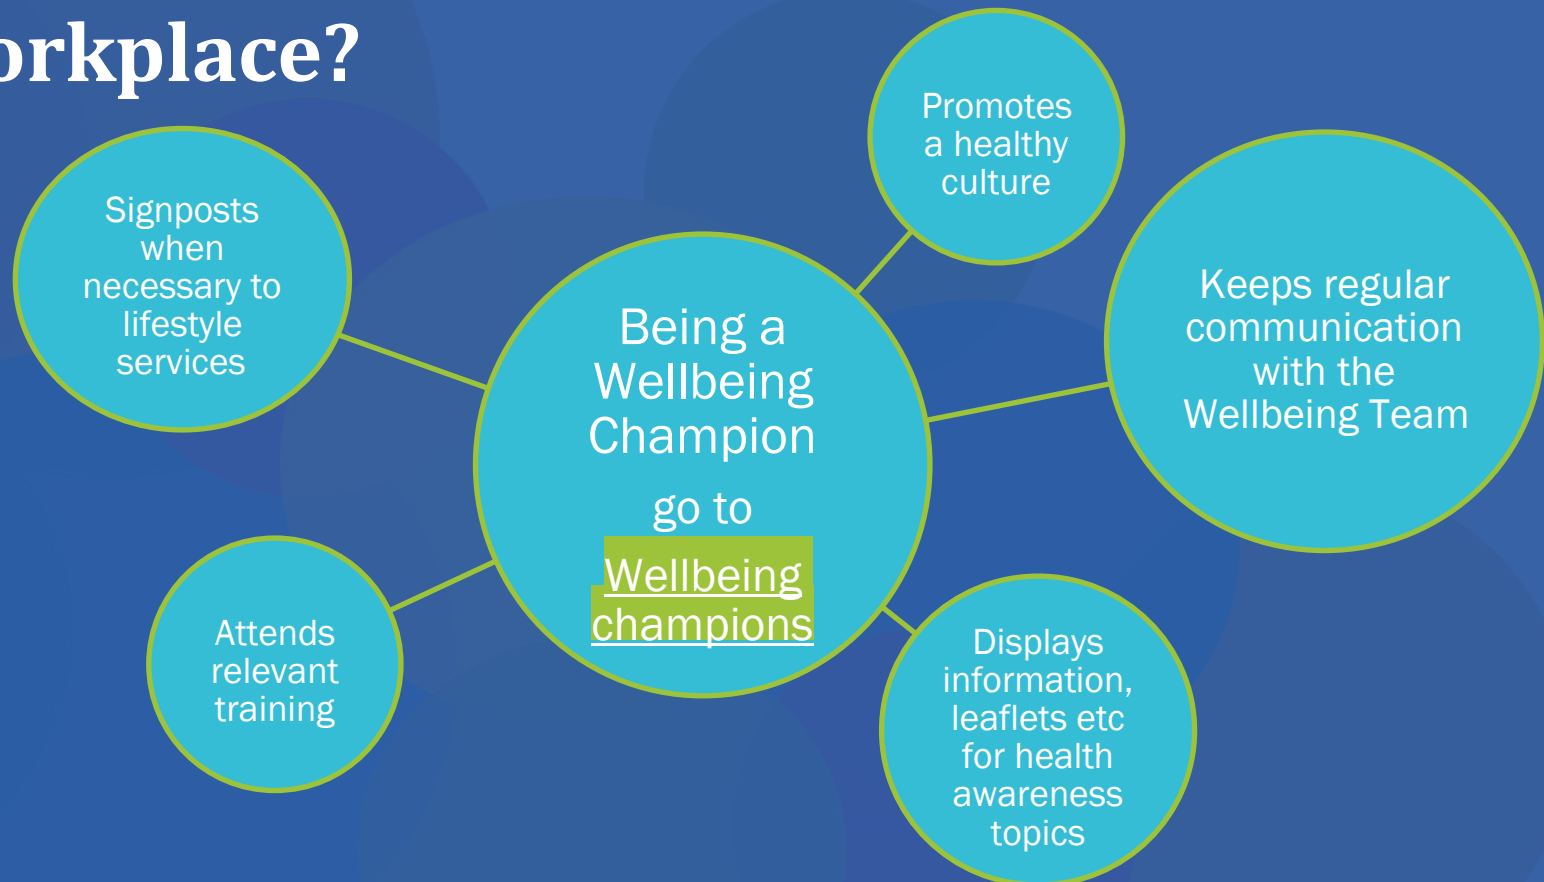 orkplace?
Promotes
a healthy
culture
Signposts
when
necessary to
lifestyle
services
Keeps regular
communication
with the
Wellbeing Team
Being a
Wellbeing
Champion
go to
Wellbeing
champions
Attends
relevant
training
Displays
information,
leaflets etc
for health
awareness
topics